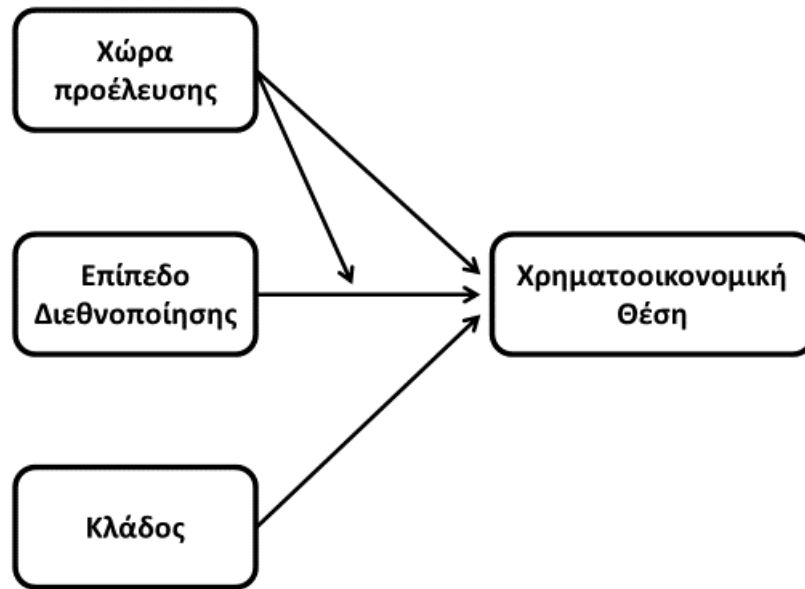 Χώρα
προέλευσης
Επίπεδο
Διεθνοποίησης
Χρηματοοικονομική
Θέση
Κλάδος